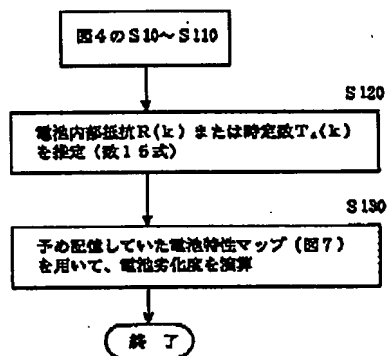 図4のS10~S110
S120
電池内部抵抗R(k)または時定数Td(k)
を推定(数15式)
S130
予め記憶していた電池特性マップ(図7)
を用いて、電池劣化度を演算
終了